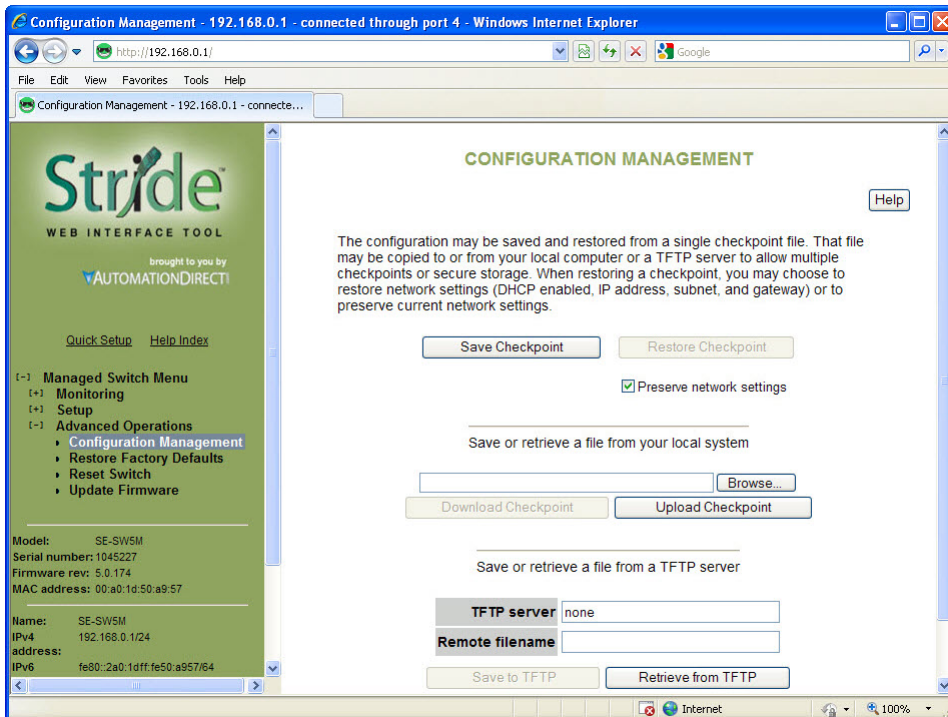 Configuration Management - 192.168.0.1 - connected through port 4 - Windows Internet Explorer
http://192.168.0.1/
Google
File Edit View Favorites Tools Help
Configuration Management - 192.168.0.1 - connecte...
Stride
WEB INTERFACE TOOL
brought to you by
AUTOMATIONDIRECT
Quick Setup Help Index
[-] Managed Switch Menu
[+] Monitoring
[+] Setup
[-] Advanced Operations
Configuration Management
Restore Factory Defaults
Reset Switch
Update Firmware
Model: SE-SW5M
Serial number: 1045227
Firmware rev: 5.0.174
MAC address: 00:a0:1d:50:a9:57
Name: SE-SW5M
IPv4 address: 192.168.0.1/24
IPv6 fe80::2a0:1dff:fe50:a957/64
CONFIGURATION MANAGEMENT
Help
The configuration may be saved and restored from a single checkpoint file. That file
may be copied to or from your local computer or a TFTP server to allow multiple
checkpoints or secure storage. When restoring a checkpoint, you may choose to
restore network settings (DHCP enabled, IP address, subnet, and gateway) or to
preserve current network settings.
Save Checkpoint Restore Checkpoint
Preserve network settings
Save or retrieve a file from your local system
Browse...
Download Checkpoint Upload Checkpoint
Save or retrieve a file from a TFTP server
TFTP server none
Remote filename
Save to TFTP Retrieve from TFTP
Internet 100%